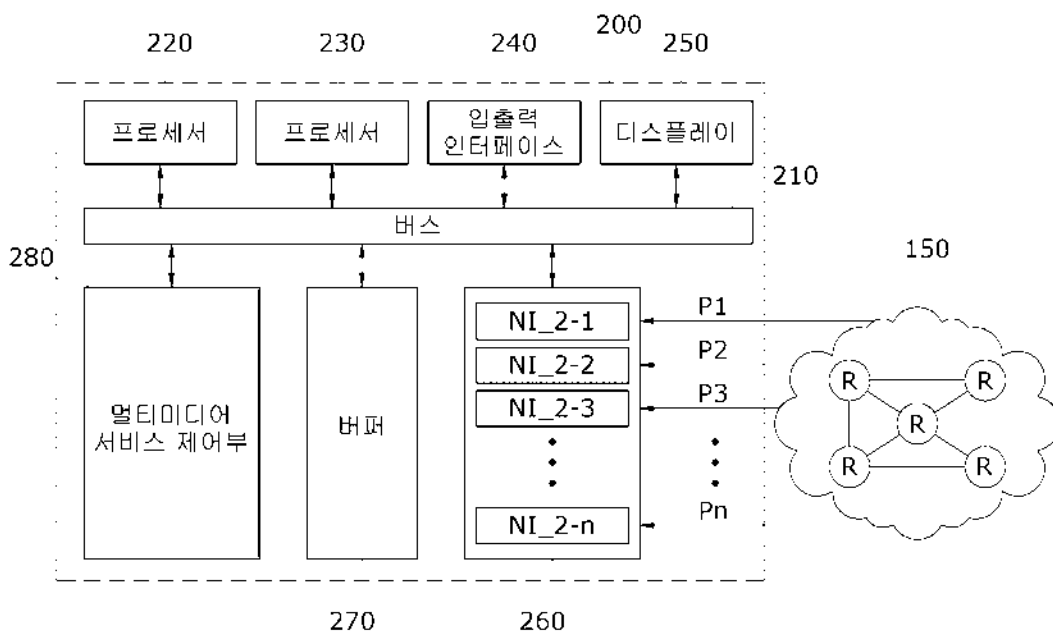 200
220
230
240
250
프로세서
프로세서
입출력
인터페이스
디스플레이
210
버스
280
150
멀티미디어
서비스 제어부
버퍼
NI_2-1
NI_2-2
NI_2-3
NI_2-n
P1
P2
P3
Pn
R
R
R
R
R
270
260